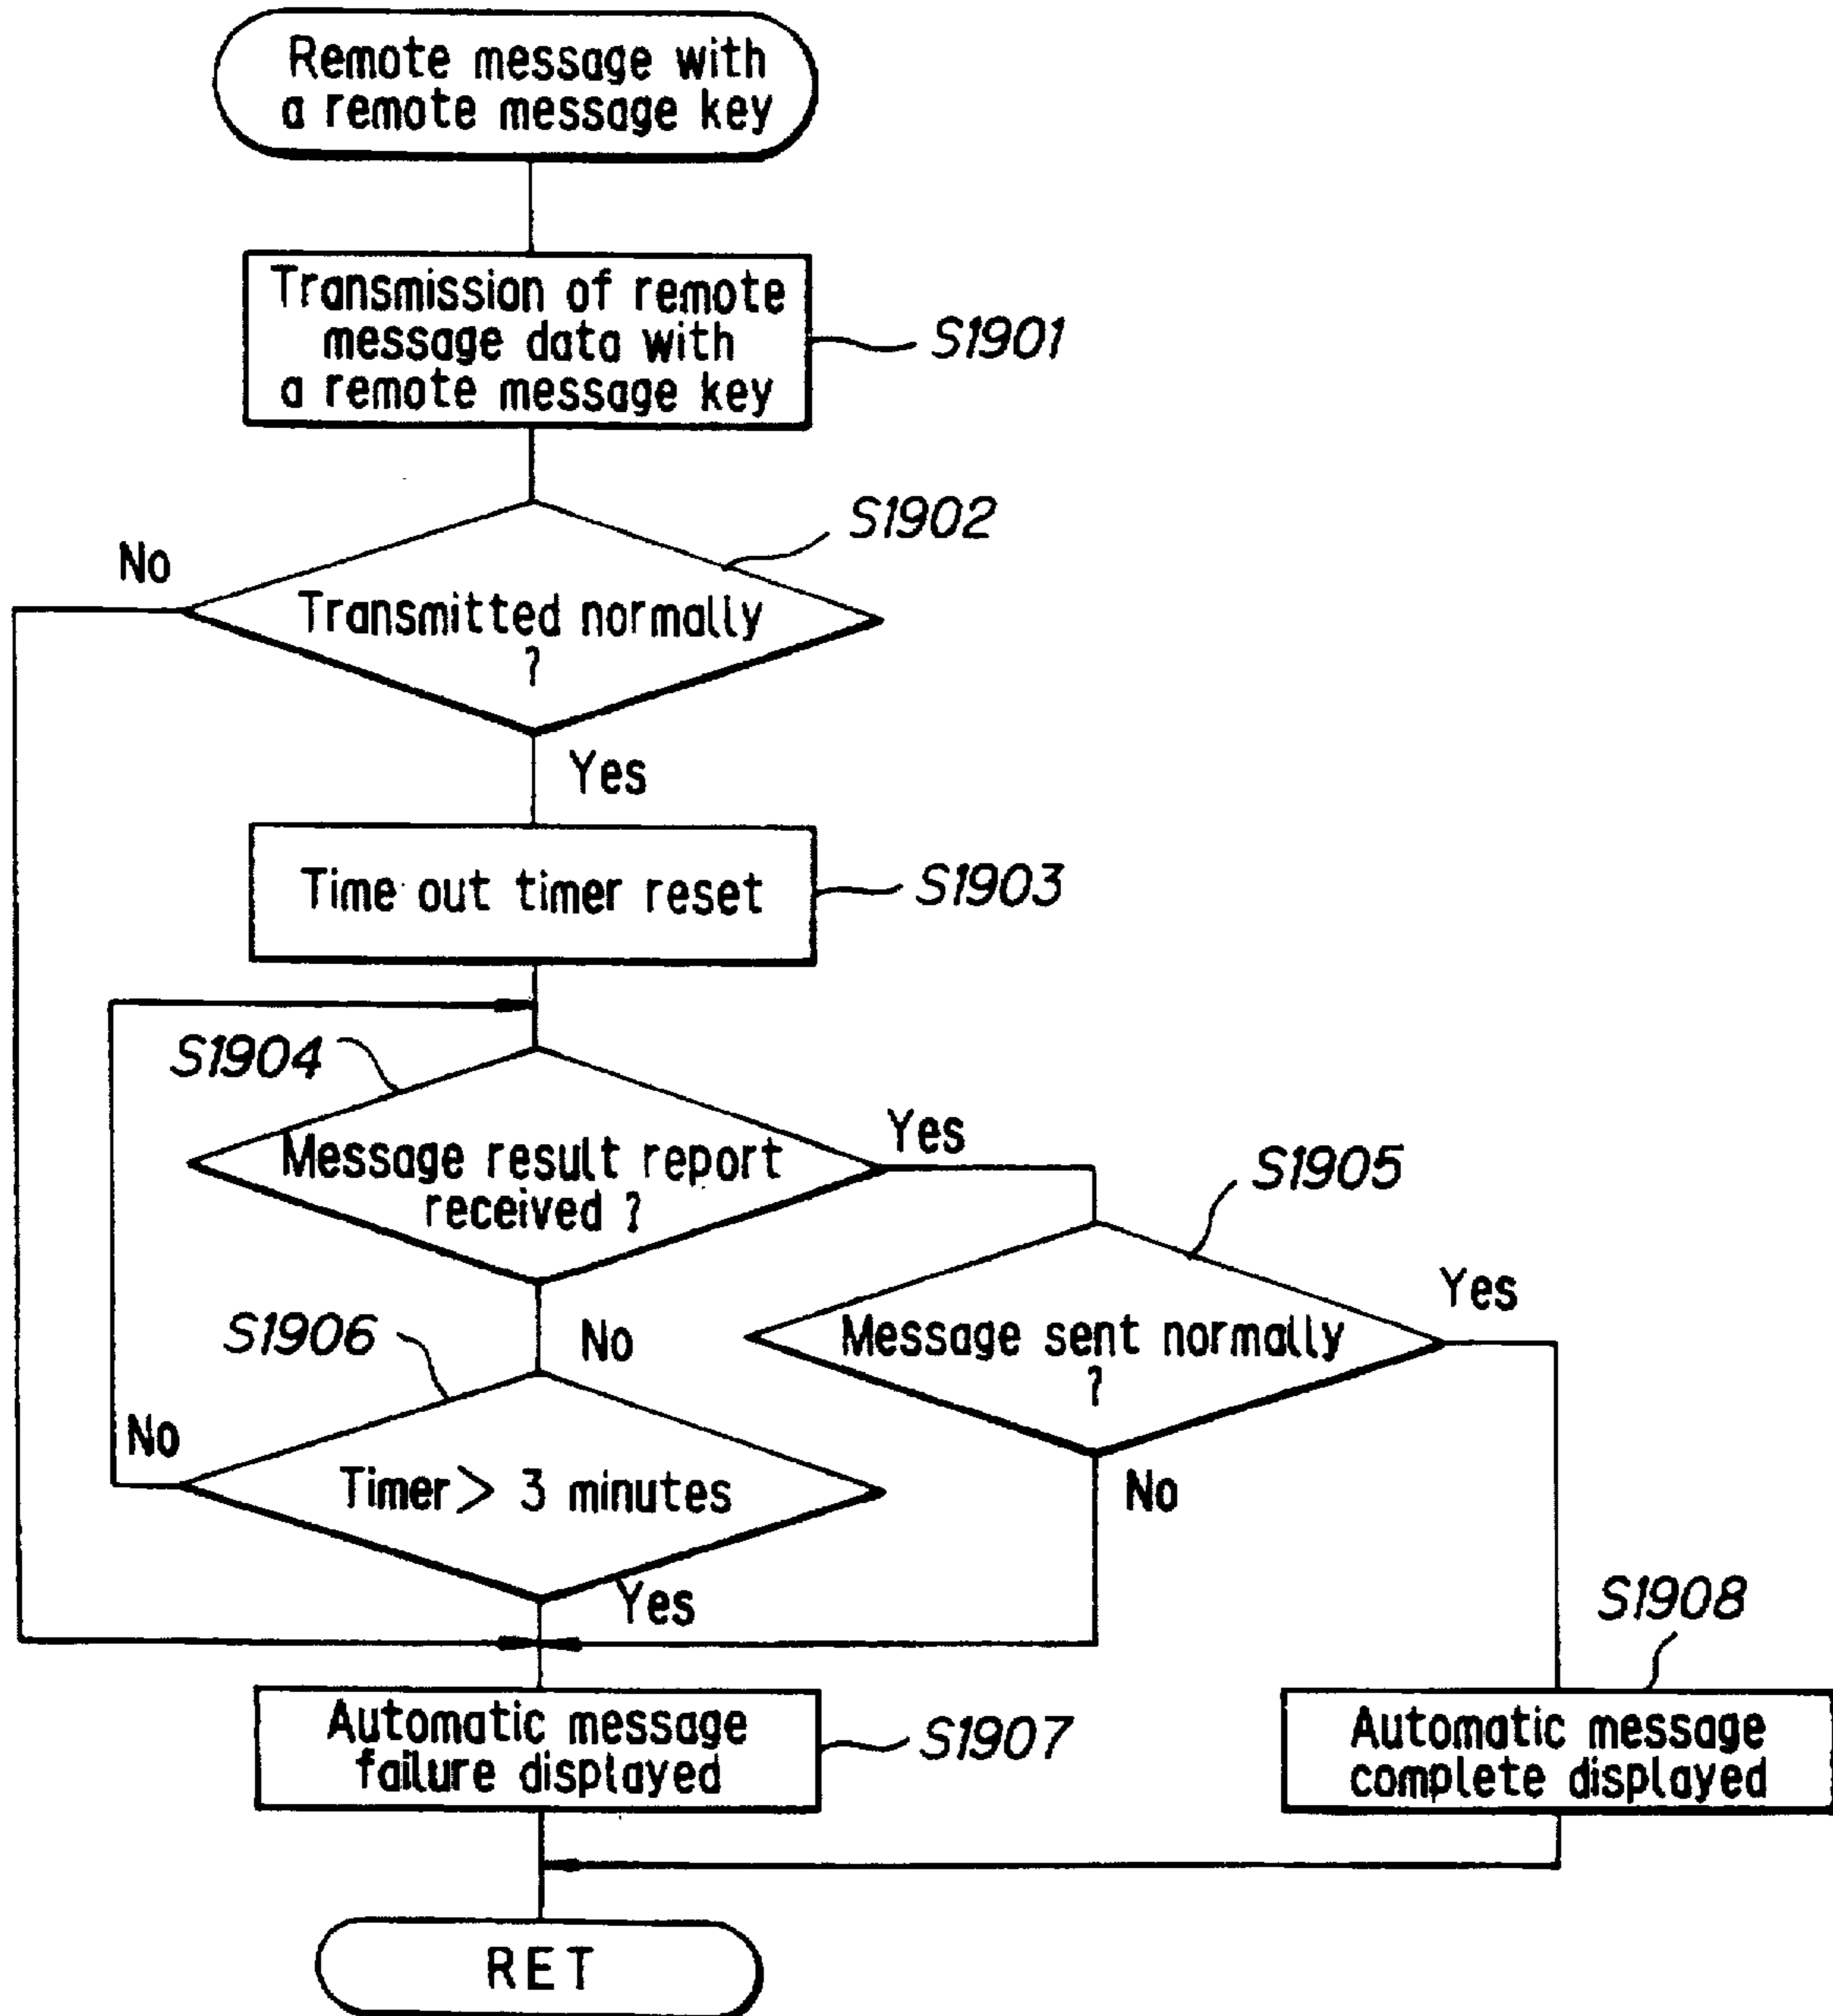 Remote message with
a remote message key
Transmission of remote
message data with
a remote message key
S1901
S1902
No
Transmitted normally
?
Yes
Time out timer reset
S1903
S1904
Message result report
received ?
Yes
S1905
Message sent normally
?
Yes
No
S1906
No
Timer > 3 minutes
No
Yes
S1908
Automatic message
failure displayed
S1907
Automatic message
complete displayed
RET